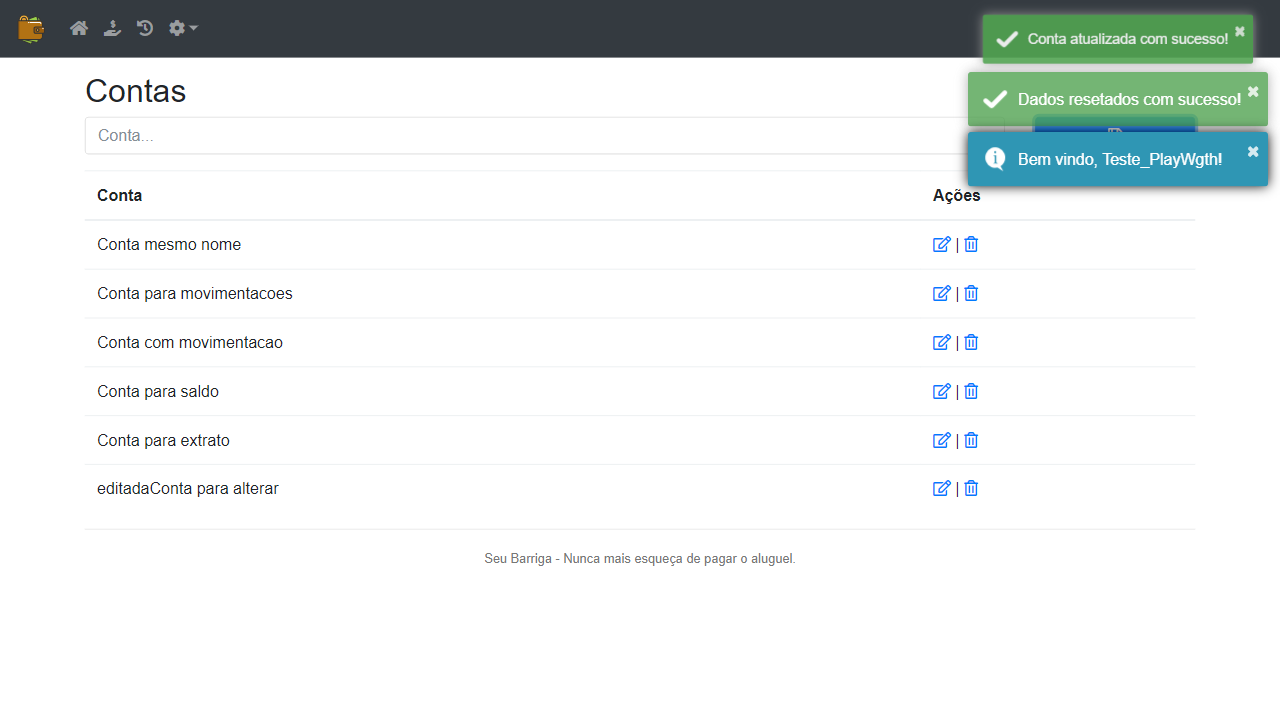 Conta atualizada com sucesso!
Dados resetados com sucesso!
Bem vindo, Teste_PlayWgth!
Contas
Conta...
Conta Ações
Conta mesmo nome |
Conta para movimentacoes |
Conta com movimentacao |
Conta para saldo |
Conta para extrato |
editadaConta para alterar |
Seu Barriga - Nunca mais esqueça de pagar o aluguel.